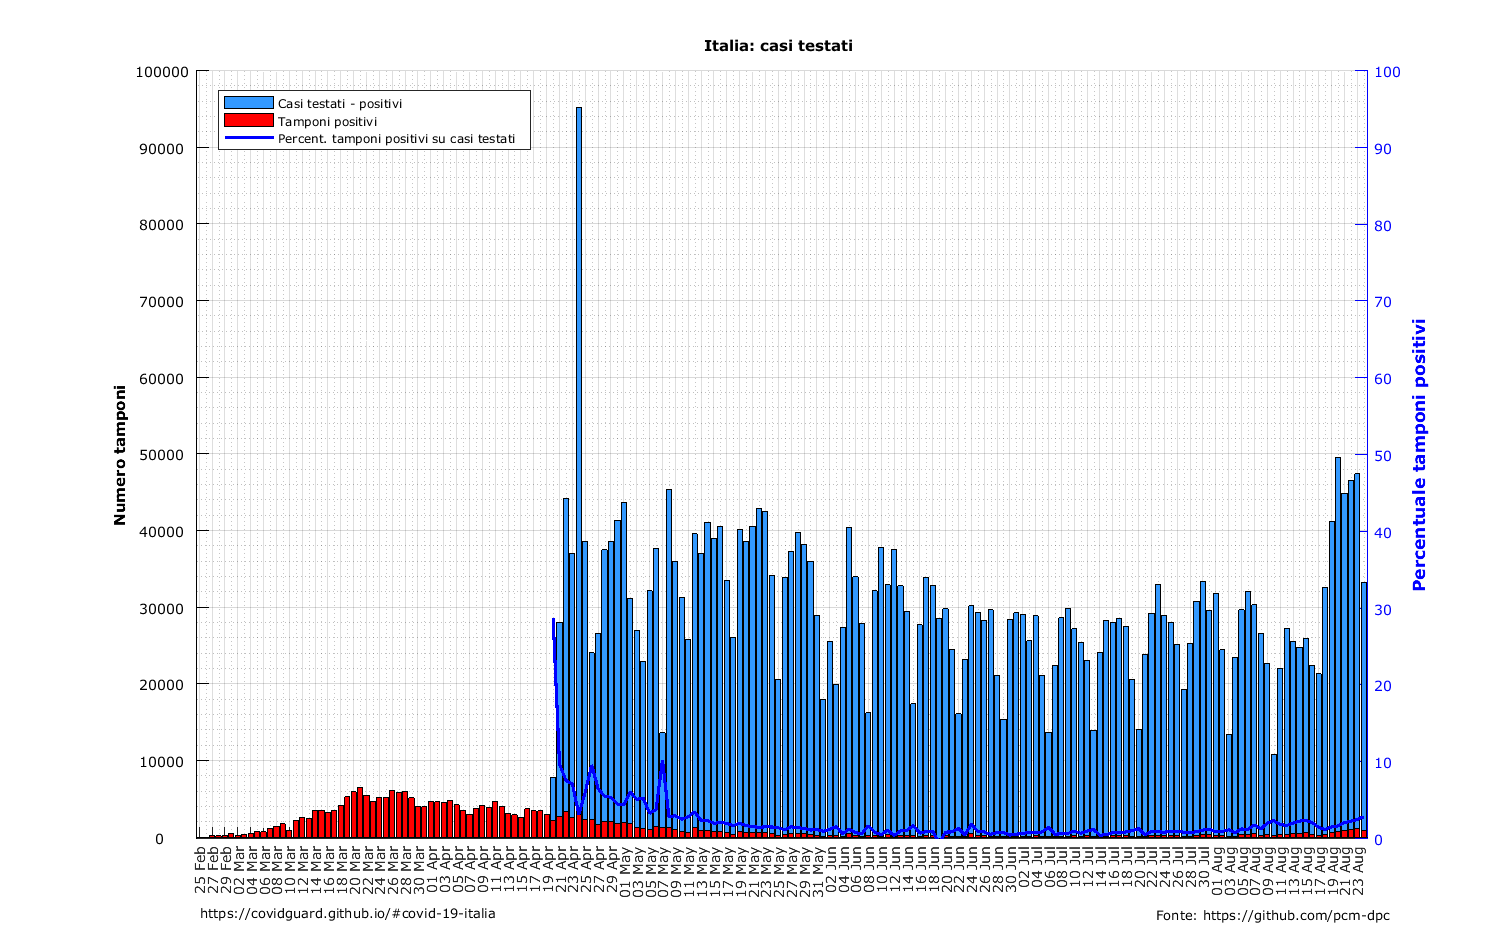 Italia: casi testati
Numero tamponi
100000
90000
80000
70000
60000
50000
40000
30000
20000
10000
0
Casi testati - positivi
Tamponi positivi
Percent. tamponi positivi su casi testati
100
90
80
70
60
50
40
30
20
10
0
Percentuale tamponi positivi
25 Feb
27 Feb
29 Feb
02 Mar
04 Mar
06 Mar
08 Mar
10 Mar
12 Mar
14 Mar
16 Mar
18 Mar
20 Mar
22 Mar
24 Mar
26 Mar
28 Mar
30 Mar
01 Apr
03 Apr
05 Apr
07 Apr
09 Apr
11 Apr
13 Apr
15 Apr
17 Apr
19 Apr
21 Apr
23 Apr
25 Apr
27 Apr
29 Apr
01 May
03 May
05 May
07 May
09 May
11 May
13 May
15 May
17 May
19 May
21 May
23 May
25 May
27 May
29 May
31 May
02 Jun
04 Jun
06 Jun
08 Jun
10 Jun
12 Jun
14 Jun
16 Jun
18 Jun
20 Jun
22 Jun
24 Jun
26 Jun
28 Jun
30 Jun
02 Jul
04 Jul
06 Jul
08 Jul
10 Jul
12 Jul
14 Jul
16 Jul
18 Jul
20 Jul
22 Jul
24 Jul
26 Jul
28 Jul
30 Jul
01 Aug
03 Aug
05 Aug
07 Aug
09 Aug
11 Aug
13 Aug
15 Aug
17 Aug
19 Aug
21 Aug
23 Aug
https://covidguard.github.io/#covid-19-italia
Fonte: https://github.com/pcm-dpc